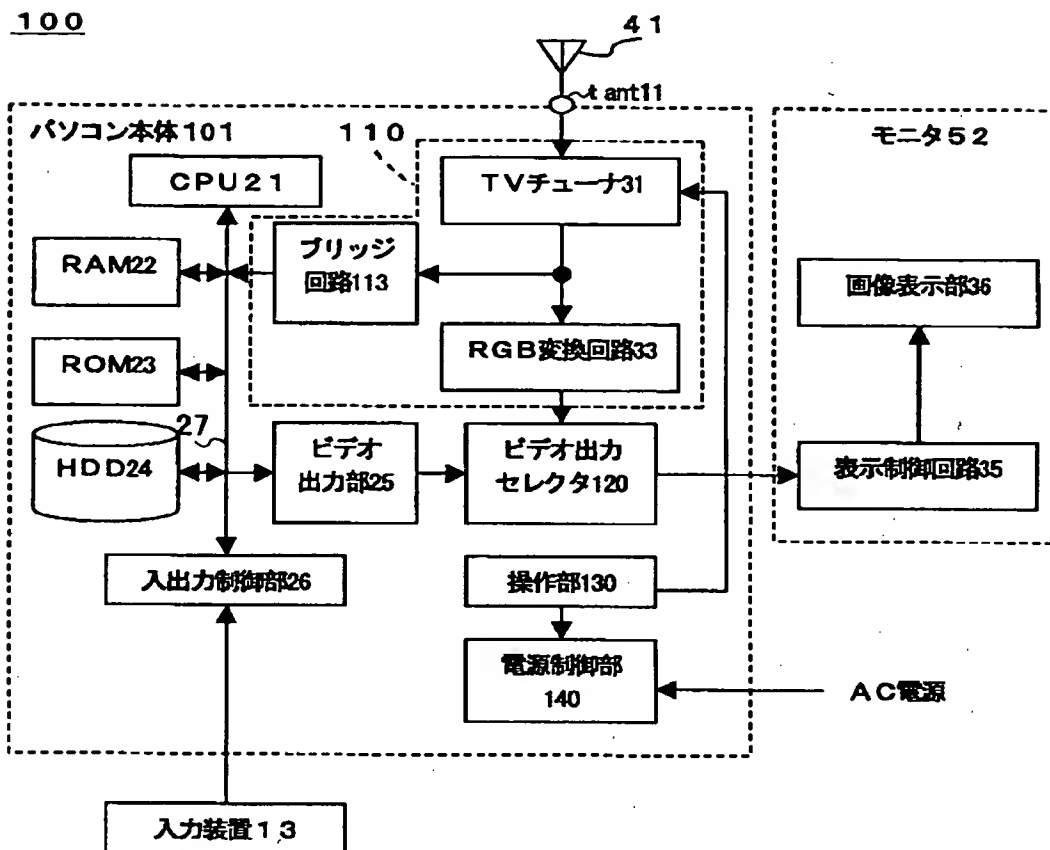 １００
４１
tant11
パソコン本体１０１
１１０
モニタ５２
ＣＰＵ２１
ＴＶチューナ31
ブリッジ
回路113
ＲＡＭ22
画像表示部36
ＲＧＢ変換回路33
ＲＯＭ23
27
ＨＤＤ24
ビデオ
出力部25
ビデオ出力
セレクタ120
表示制御回路35
入出力制御部26
操作部130
電源制御部
140
ＡＣ電源
入力装置１３